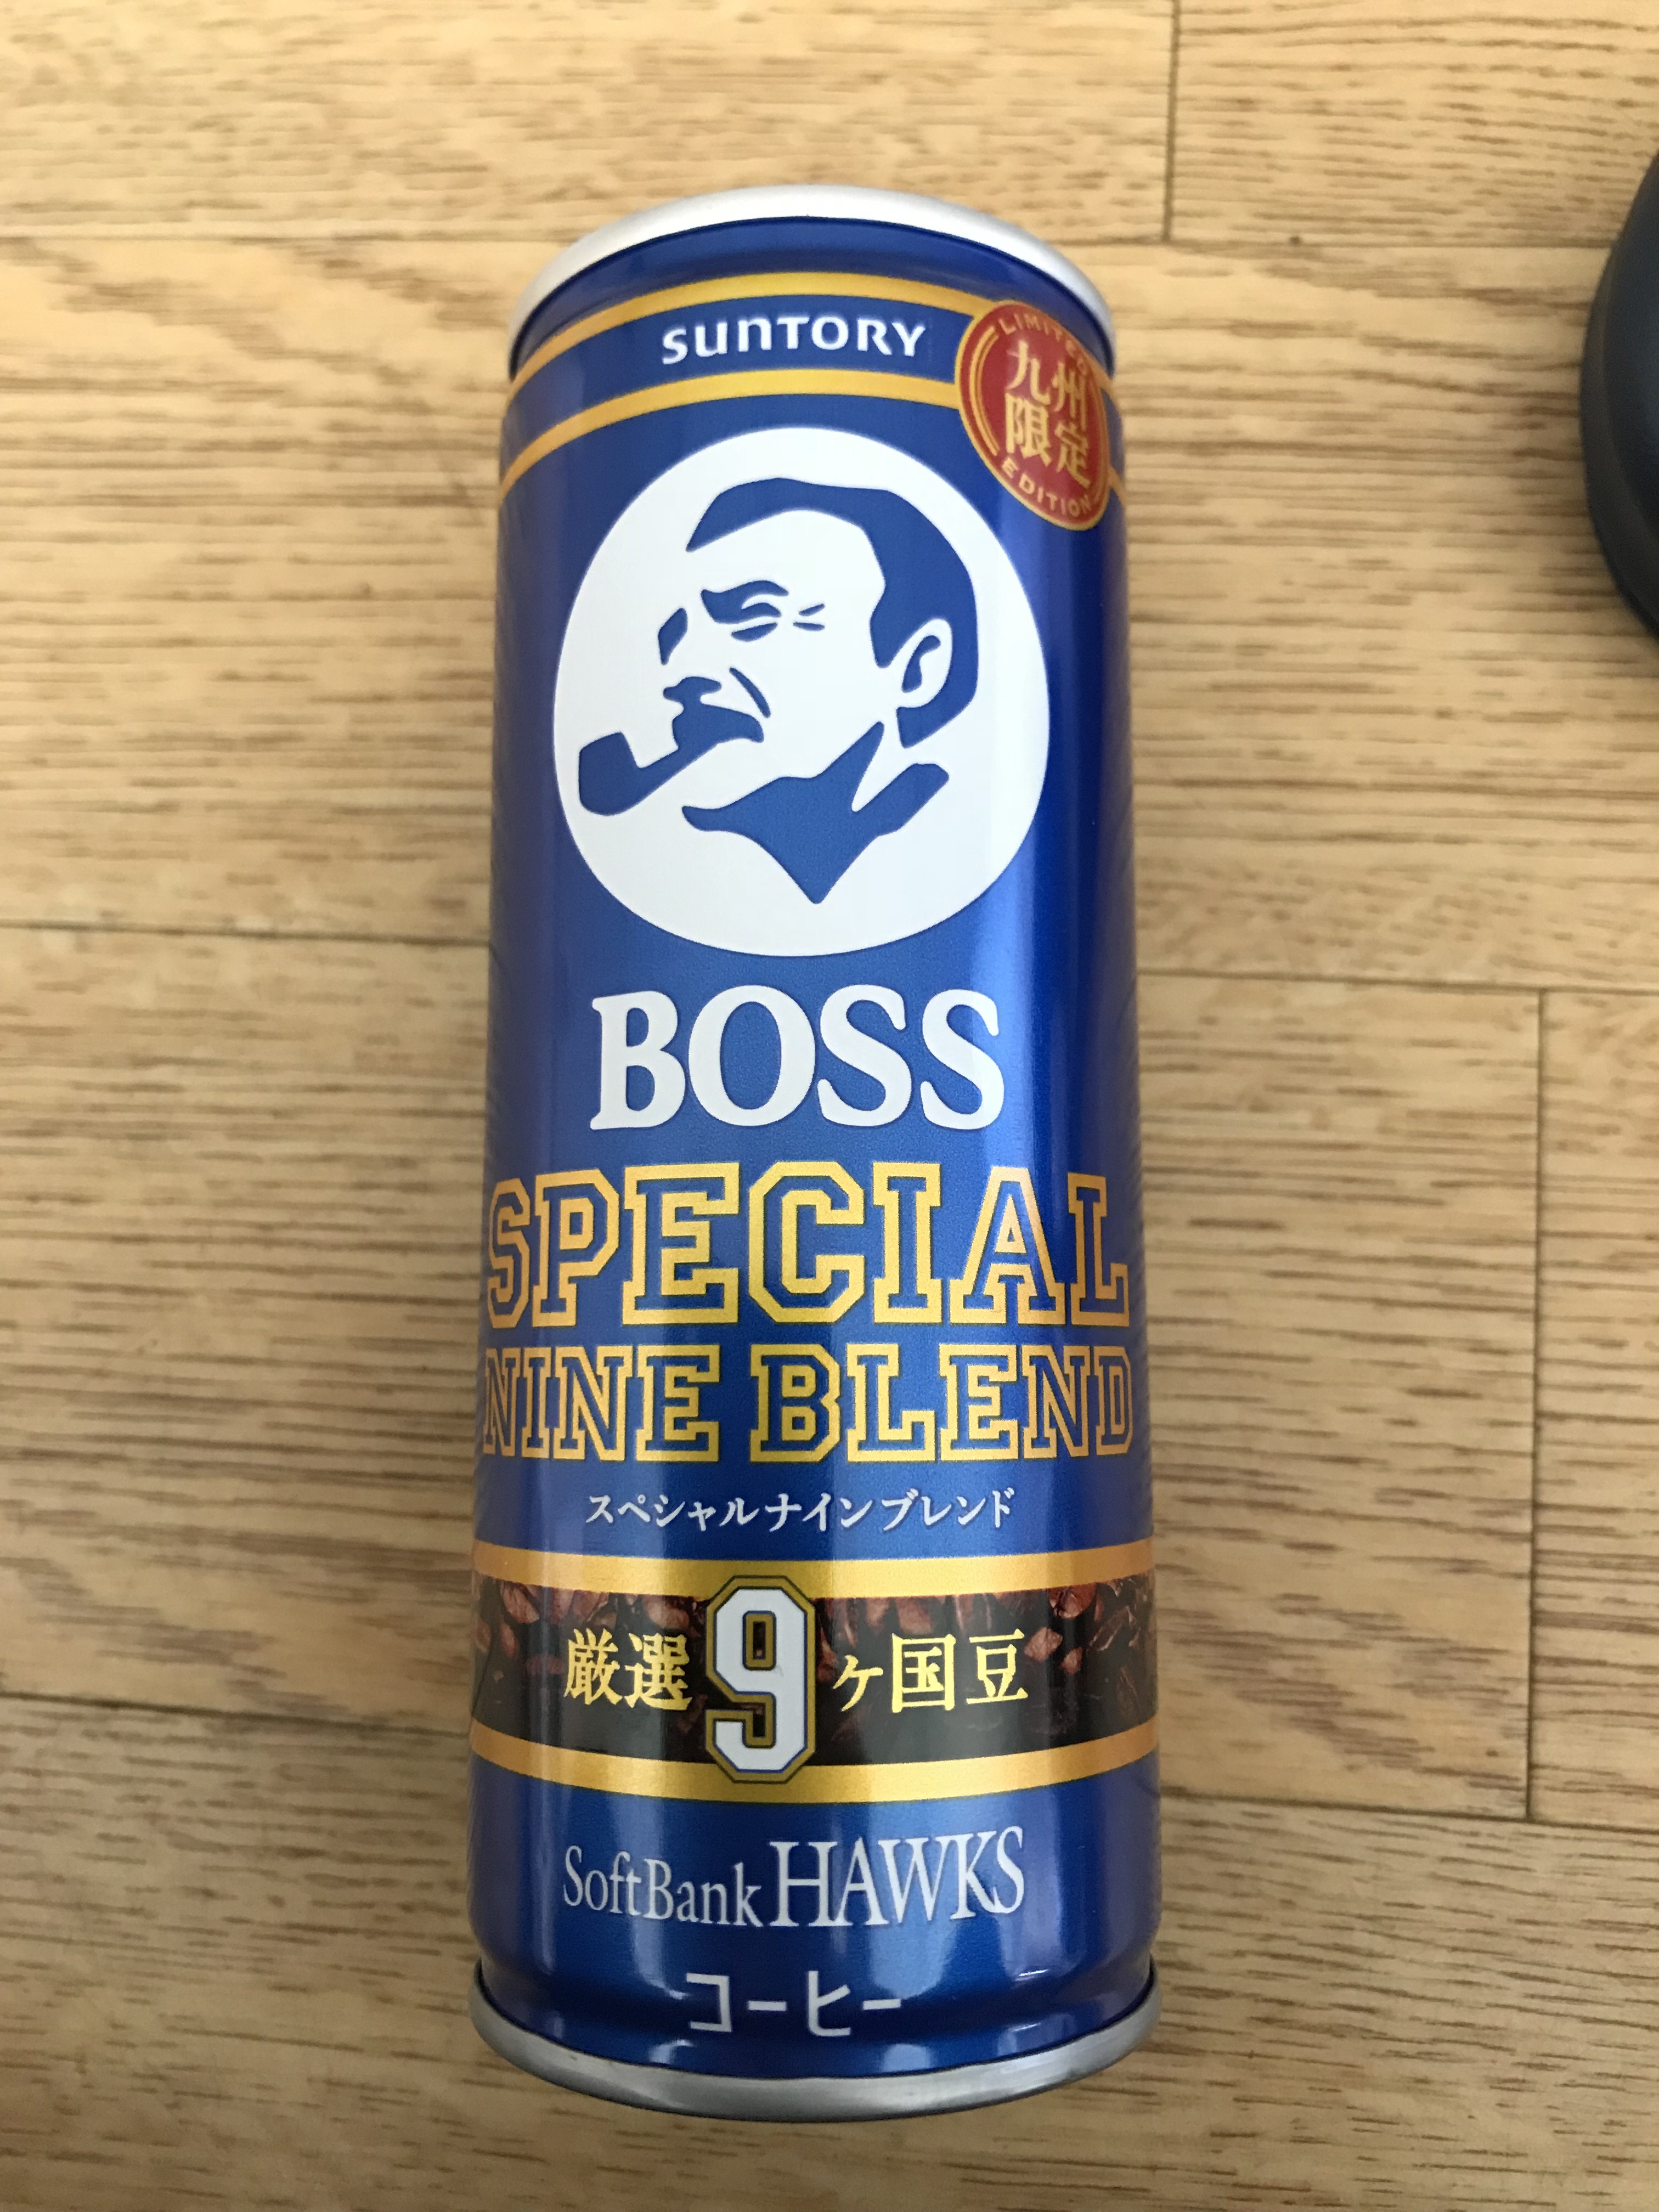 SUNTORY
LIMITED
九州
限定
EDITION
BOSS
SPECIAL
NINE BLEND
スペシャルナインブレンド
厳選9ヶ国豆
SoftBank HAWKS
コーヒー